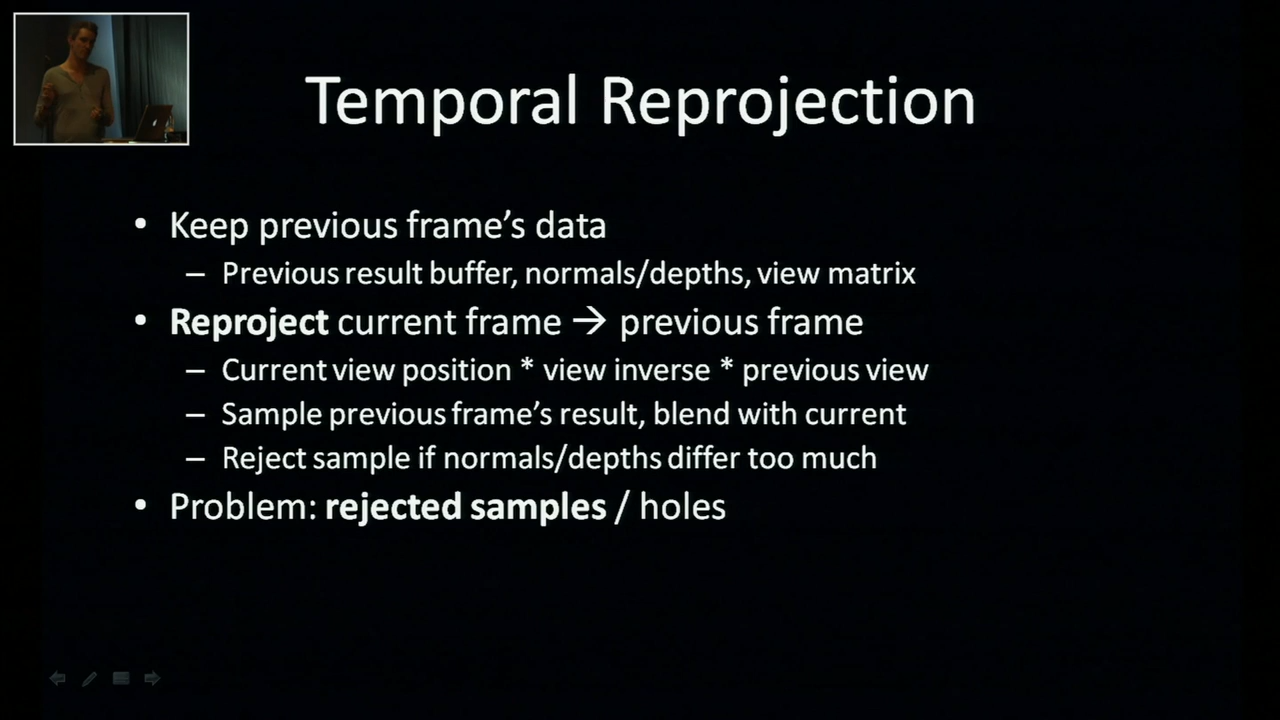 Temporal Reprojection
• Keep previous frame’s data
– Previous result buffer, normals/depths, view matrix
• Reproject current frame → previous frame
– Current view position * view inverse * previous view
– Sample previous frame’s result, blend with current
– Reject sample if normals/depths differ too much
• Problem: rejected samples / holes